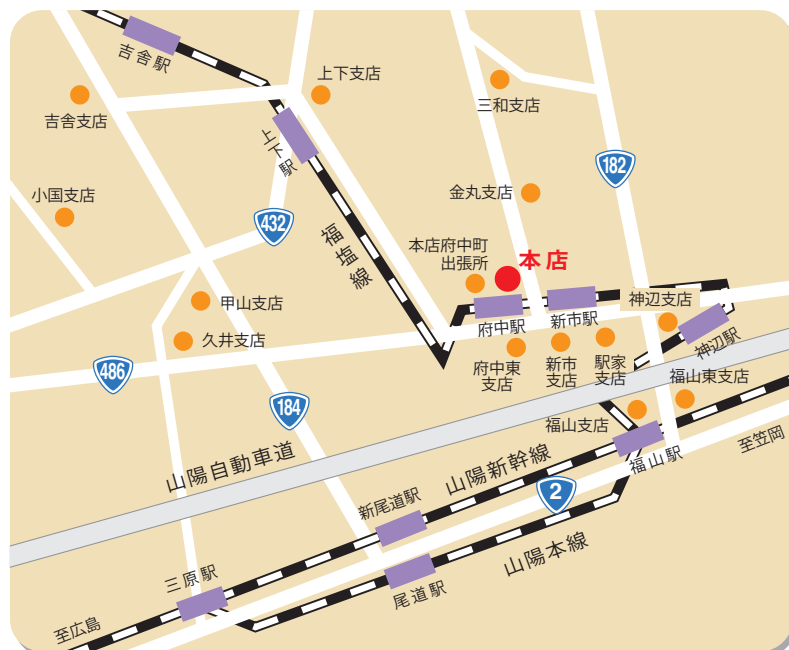 吉舎駅
上下支店
吉舎支店
三和支店
上下駅
182
小国支店
金丸支店
432
福塩線
本店府中町
出張所
本店
甲山支店
神辺支店
府中駅
新市駅
久井支店
神辺駅
府中東
支店
新市
支店
駅家
支店
486
福山東支店
184
福山支店
山陽自動車道
山陽新幹線
福山駅
至笠岡
新尾道駅
2
山陽本線
三原駅
尾道駅
至広島